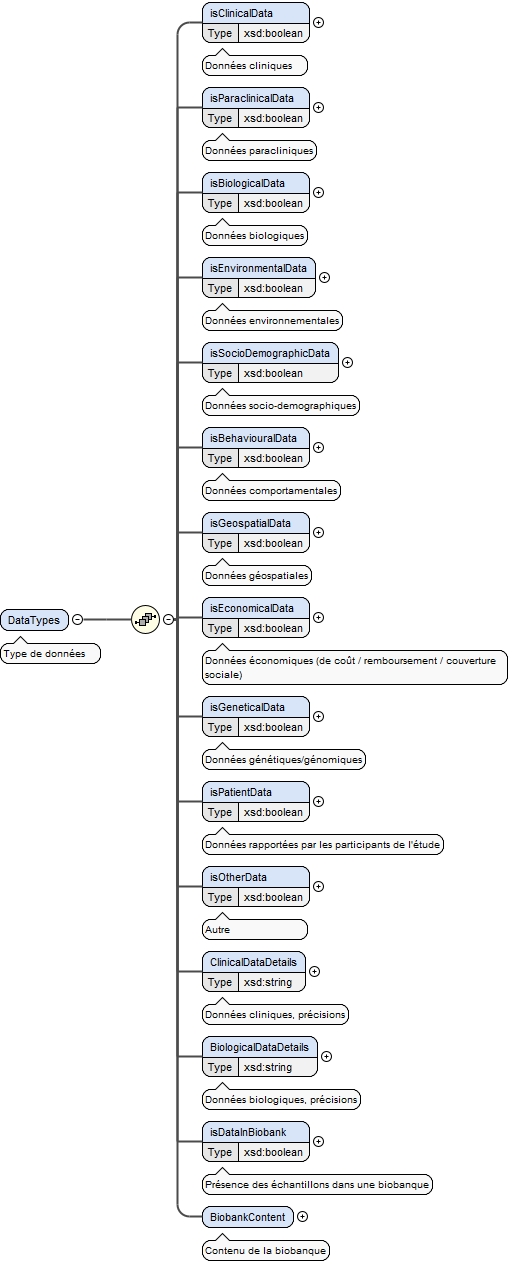 isClinicalData
Type xsd:boolean
Données cliniques
isParaclinicalData
Type xsd:boolean
Données paracliniques
isBiologicalData
Type xsd:boolean
Données biologiques
isEnvironmentalData
Type xsd:boolean
Données environnementales
isSocioDemographicData
Type xsd:boolean
Données socio-demographiques
isBehaviouralData
Type xsd:boolean
Données comportamentales
isGeospatialData
Type xsd:boolean
Données géospatiales
DataTypes
Type de données
isEconomicalData
Type xsd:boolean
Données économiques (de coût / remboursement / couverture
sociale)
isGeneticalData
Type xsd:boolean
Données génétiques/génomiques
isPatientData
Type xsd:boolean
Données rapportées par les participants de l'étude
isOtherData
Type xsd:boolean
Autre
ClinicalDataDetails
Type xsd:string
Données cliniques, précisions
BiologicalDataDetails
Type xsd:string
Données biologiques, précisions
isDataInBiobank
Type xsd:boolean
Présence des échantillons dans une biobanque
BiobankContent
Contenu de la biobanque